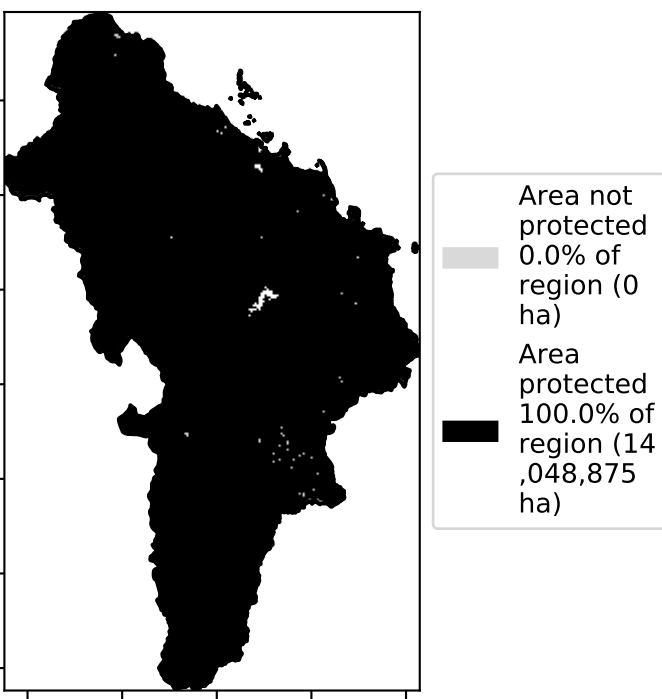 Area not
protected
0.0% of
region (0
ha)
Area
protected
100.0% of
region (14
,048,875
ha)